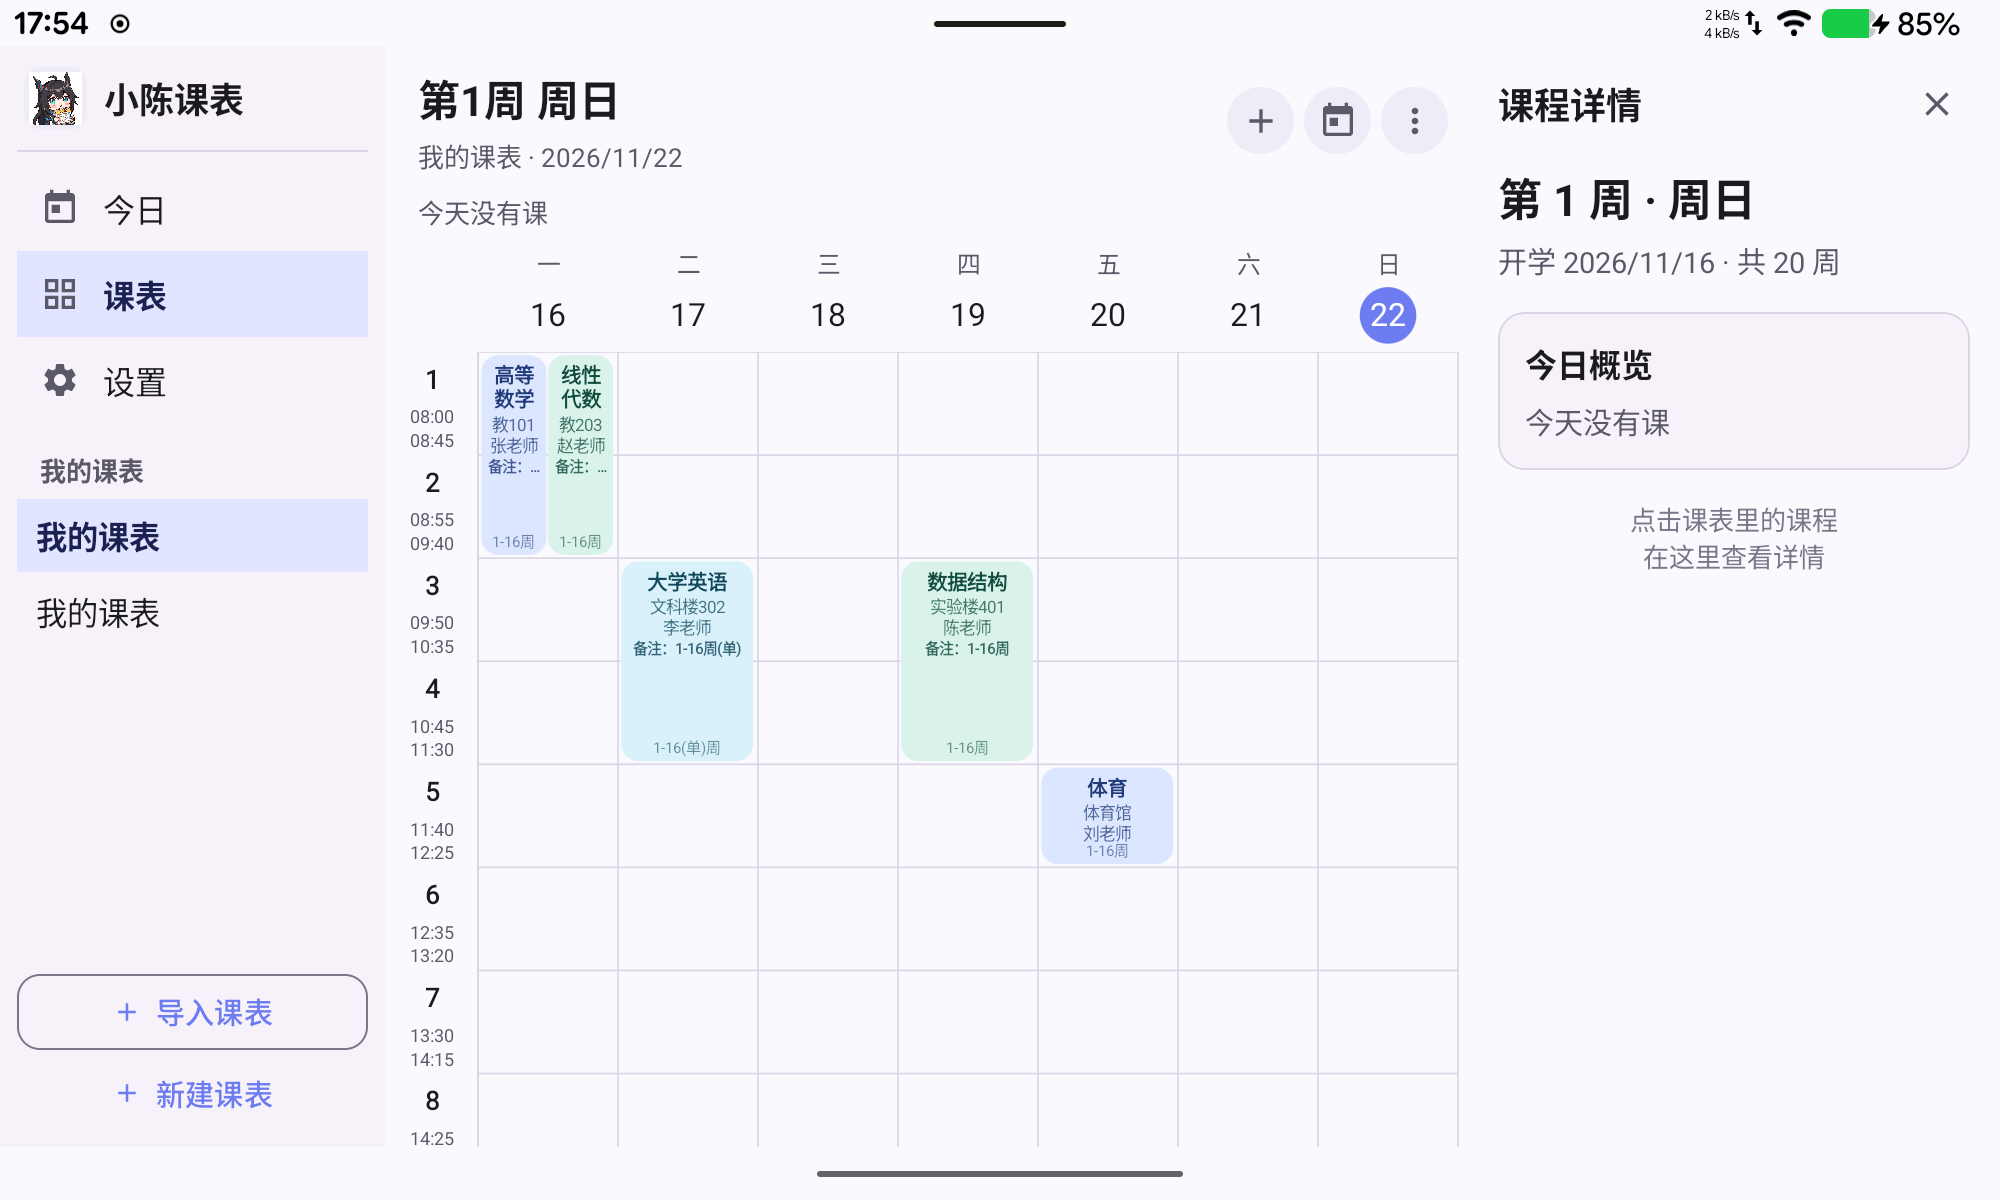 17:54
2 kB/s
4 kB/s
85%
小陈课表
今日
课表
设置
我的课表
我的课表
我的课表
+ 导入课表
+ 新建课表
第1周 周日
我的课表 · 2026/11/22
今天没有课
一 二 三 四 五 六 日
16 17 18 19 20 21 22
1
08:00
08:45
2
08:55
09:40
3
09:50
10:35
4
10:45
11:30
5
11:40
12:25
6
12:35
13:20
7
13:30
14:15
8
14:25
高等
数学
教101
张老师
备注：...
1-16周
线性
代数
教203
赵老师
备注：...
1-16周
大学英语
文科楼302
李老师
备注：1-16周(单)
1-16(单)周
数据结构
实验楼401
陈老师
备注：1-16周
1-16周
体育
体育馆
刘老师
1-16周
课程详情
第 1 周 · 周日
开学 2026/11/16 · 共 20 周
今日概览
今天没有课
点击课表里的课程
在这里查看详情